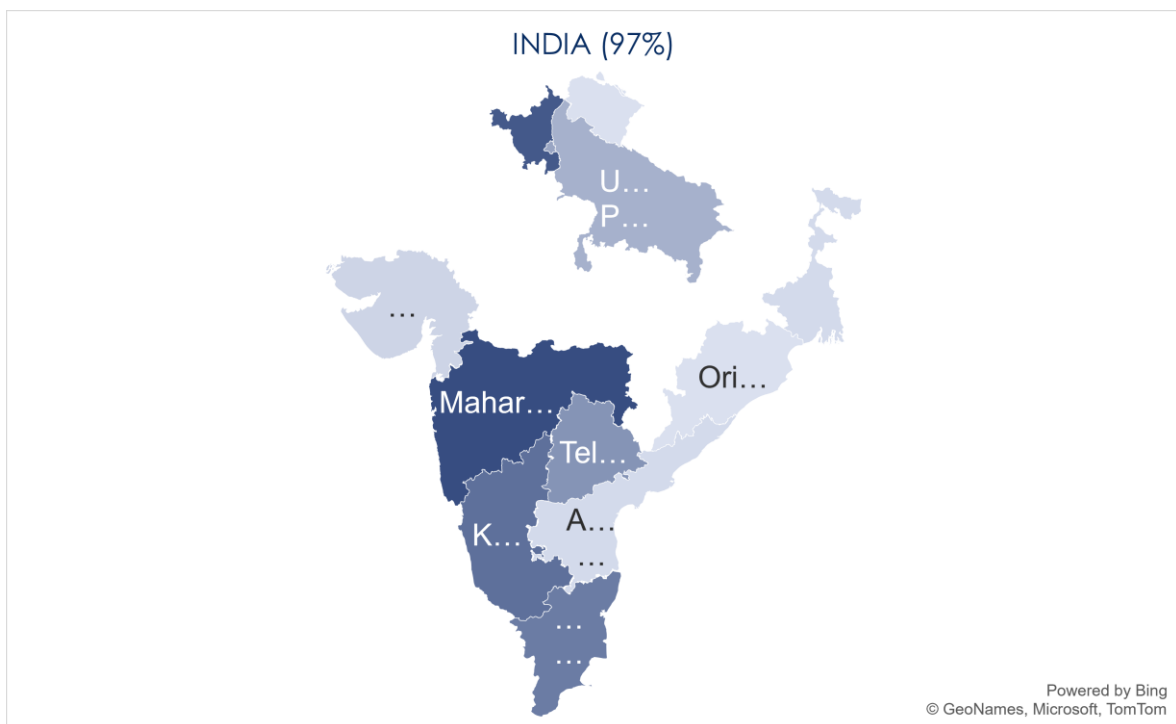 INDIA (97%)
U...
P...
...
Ori...
Mahar...
Tel...
A...
K...
...
...
...
Powered by Bing
© GeoNames, Microsoft, TomTom